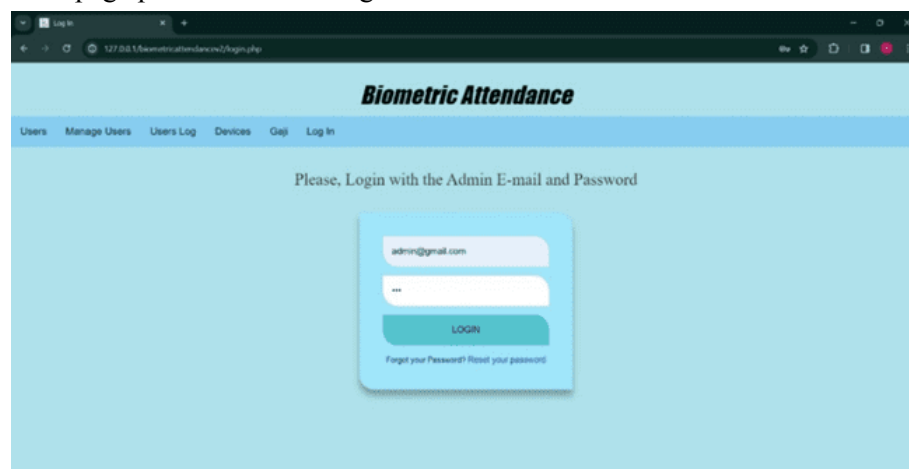 Log In
127.0.0.1/biometricattendancev2/login.php
Biometric Attendance
Users Manage Users Users Log Devices Gaji Log In
Please, Login with the Admin E-mail and Password
admin@gmail.com
•••
LOGIN
Forgot your Password? Reset your password